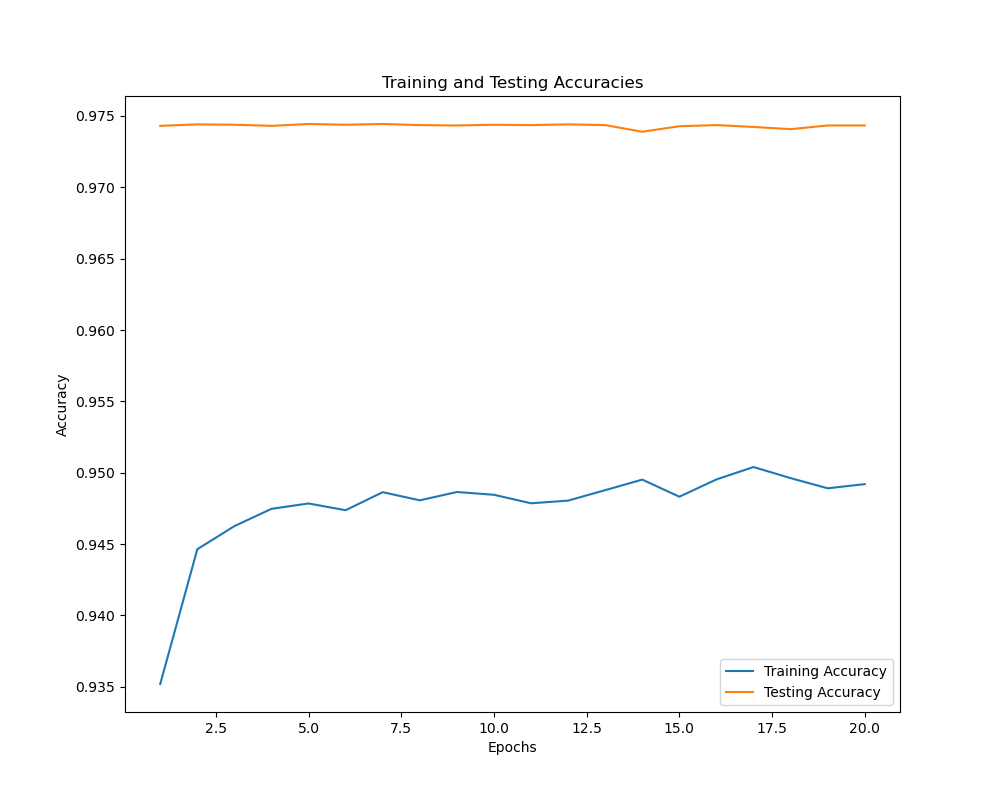 Training and Testing Accuracies
0.975
0.970
0.965
0.960
0.955
0.950
0.945
0.940
0.935
Accuracy
Training Accuracy
Testing Accuracy
2.5 5.0 7.5 10.0 12.5 15.0 17.5 20.0
Epochs